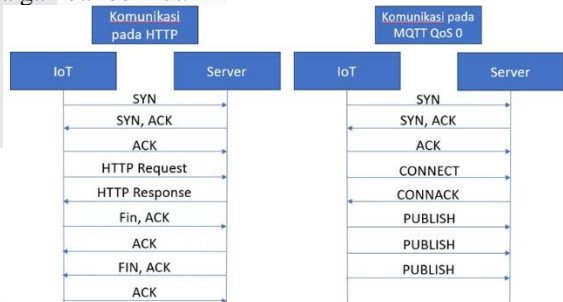 Komunikasi
pada HTTP
IoT
Server
SYN
SYN, ACK
ACK
HTTP Request
HTTP Response
Fin, ACK
ACK
FIN, ACK
ACK
Komunikasi pada
MQTT QoS 0
IoT
Server
SYN
SYN, ACK
ACK
CONNECT
CONNACK
PUBLISH
PUBLISH
PUBLISH